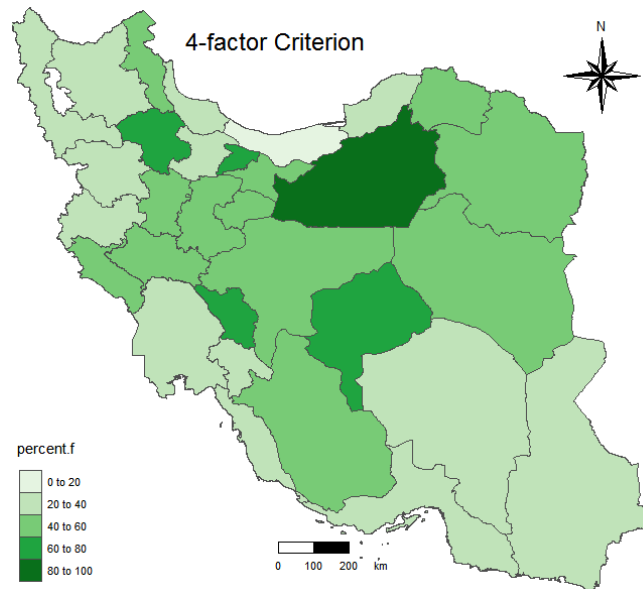 4-factor Criterion
N
percent.f
0 to 20
20 to 40
40 to 60
60 to 80
80 to 100
0 100 200 km